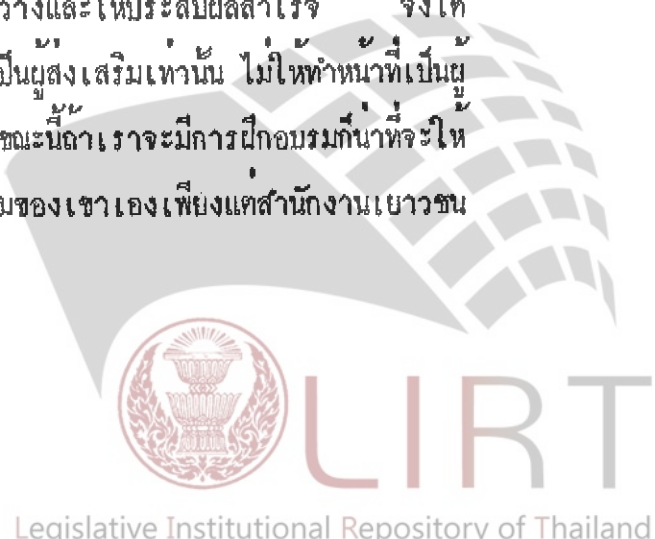 วางและให้ประสบผลสำเร็จ จึงได้
เป็นผู้ส่งเสริมเท่านั้น ไม่ให้ทำหน้าที่เป็นผู้
ขณะนี้ถ้าเราจะมีการฝึกอบรมก็น่าที่จะให้
มของเขาเองเพียงแต่สำนักงานเยาวชน
LIRT
Legislative Institutional Repository of Thailand